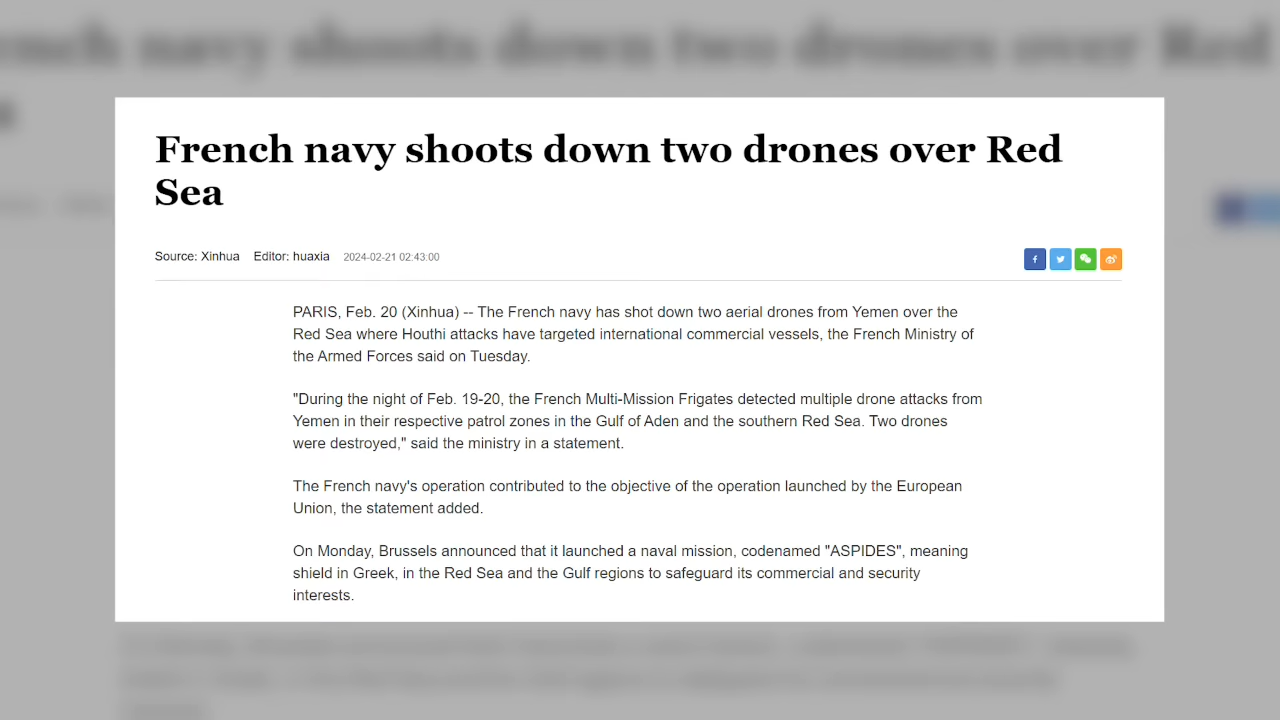 French navy shoots down two drones over Red
Sea
Source: Xinhua Editor: huaxia 2024-02-21 02:43:00
PARIS, Feb. 20 (Xinhua) -- The French navy has shot down two aerial drones from Yemen over the
Red Sea where Houthi attacks have targeted international commercial vessels, the French Ministry of
the Armed Forces said on Tuesday.
"During the night of Feb. 19-20, the French Multi-Mission Frigates detected multiple drone attacks from
Yemen in their respective patrol zones in the Gulf of Aden and the southern Red Sea. Two drones
were destroyed," said the ministry in a statement.
The French navy's operation contributed to the objective of the operation launched by the European
Union, the statement added.
On Monday, Brussels announced that it launched a naval mission, codenamed "ASPIDES", meaning
shield in Greek, in the Red Sea and the Gulf regions to safeguard its commercial and security
interests.